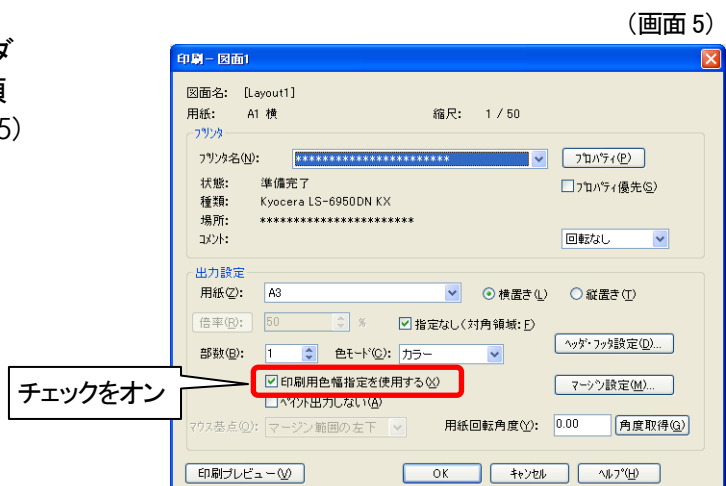 (画面 5)
ダ
頁
5)
印刷 - 図面1
図面名: [Layout1]
用紙: A1 横 縮尺: 1 / 50
プリンタ
プリンタ名(N): *********************** プロパティ(P)
状態: 準備完了 プロパティ優先(S)
種類: Kyocera LS-6950DN KX
場所: ***********************
コメント: 回転なし
出力設定
用紙(Z): A3 横置き(L) 縦置き(T)
倍率(R): 50 % 指定なし(対角領域:F)
ヘッダ・フッタ設定(D)...
部数(B): 1 色モード(C): カラー
チェックをオン
印刷用色幅指定を使用する(X) マージン設定(M)...
ペイント出力しない(A)
マウス基点(O): マージン範囲の左下 用紙回転角度(Y): 0.00 角度取得(G)
印刷プレビュー(V) OK キャンセル ヘルプ(H)